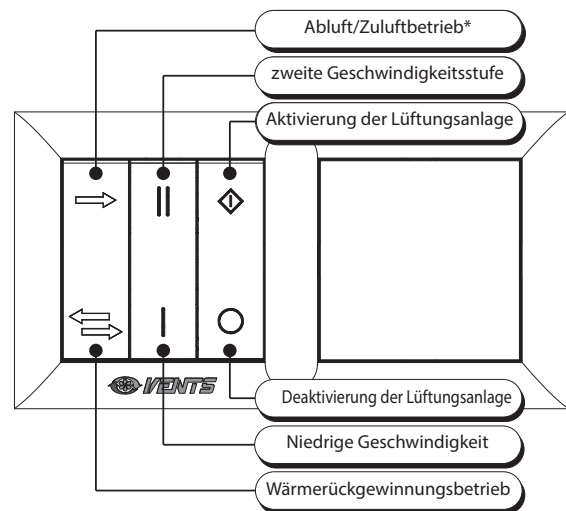 Abluft/Zuluftbetrieb*
zweite Geschwindigkeitsstufe
Aktivierung der Lüftungsanlage
VENTS
Deaktivierung der Lüftungsanlage
Niedrige Geschwindigkeit
Wärmerückgewinnungsbetrieb